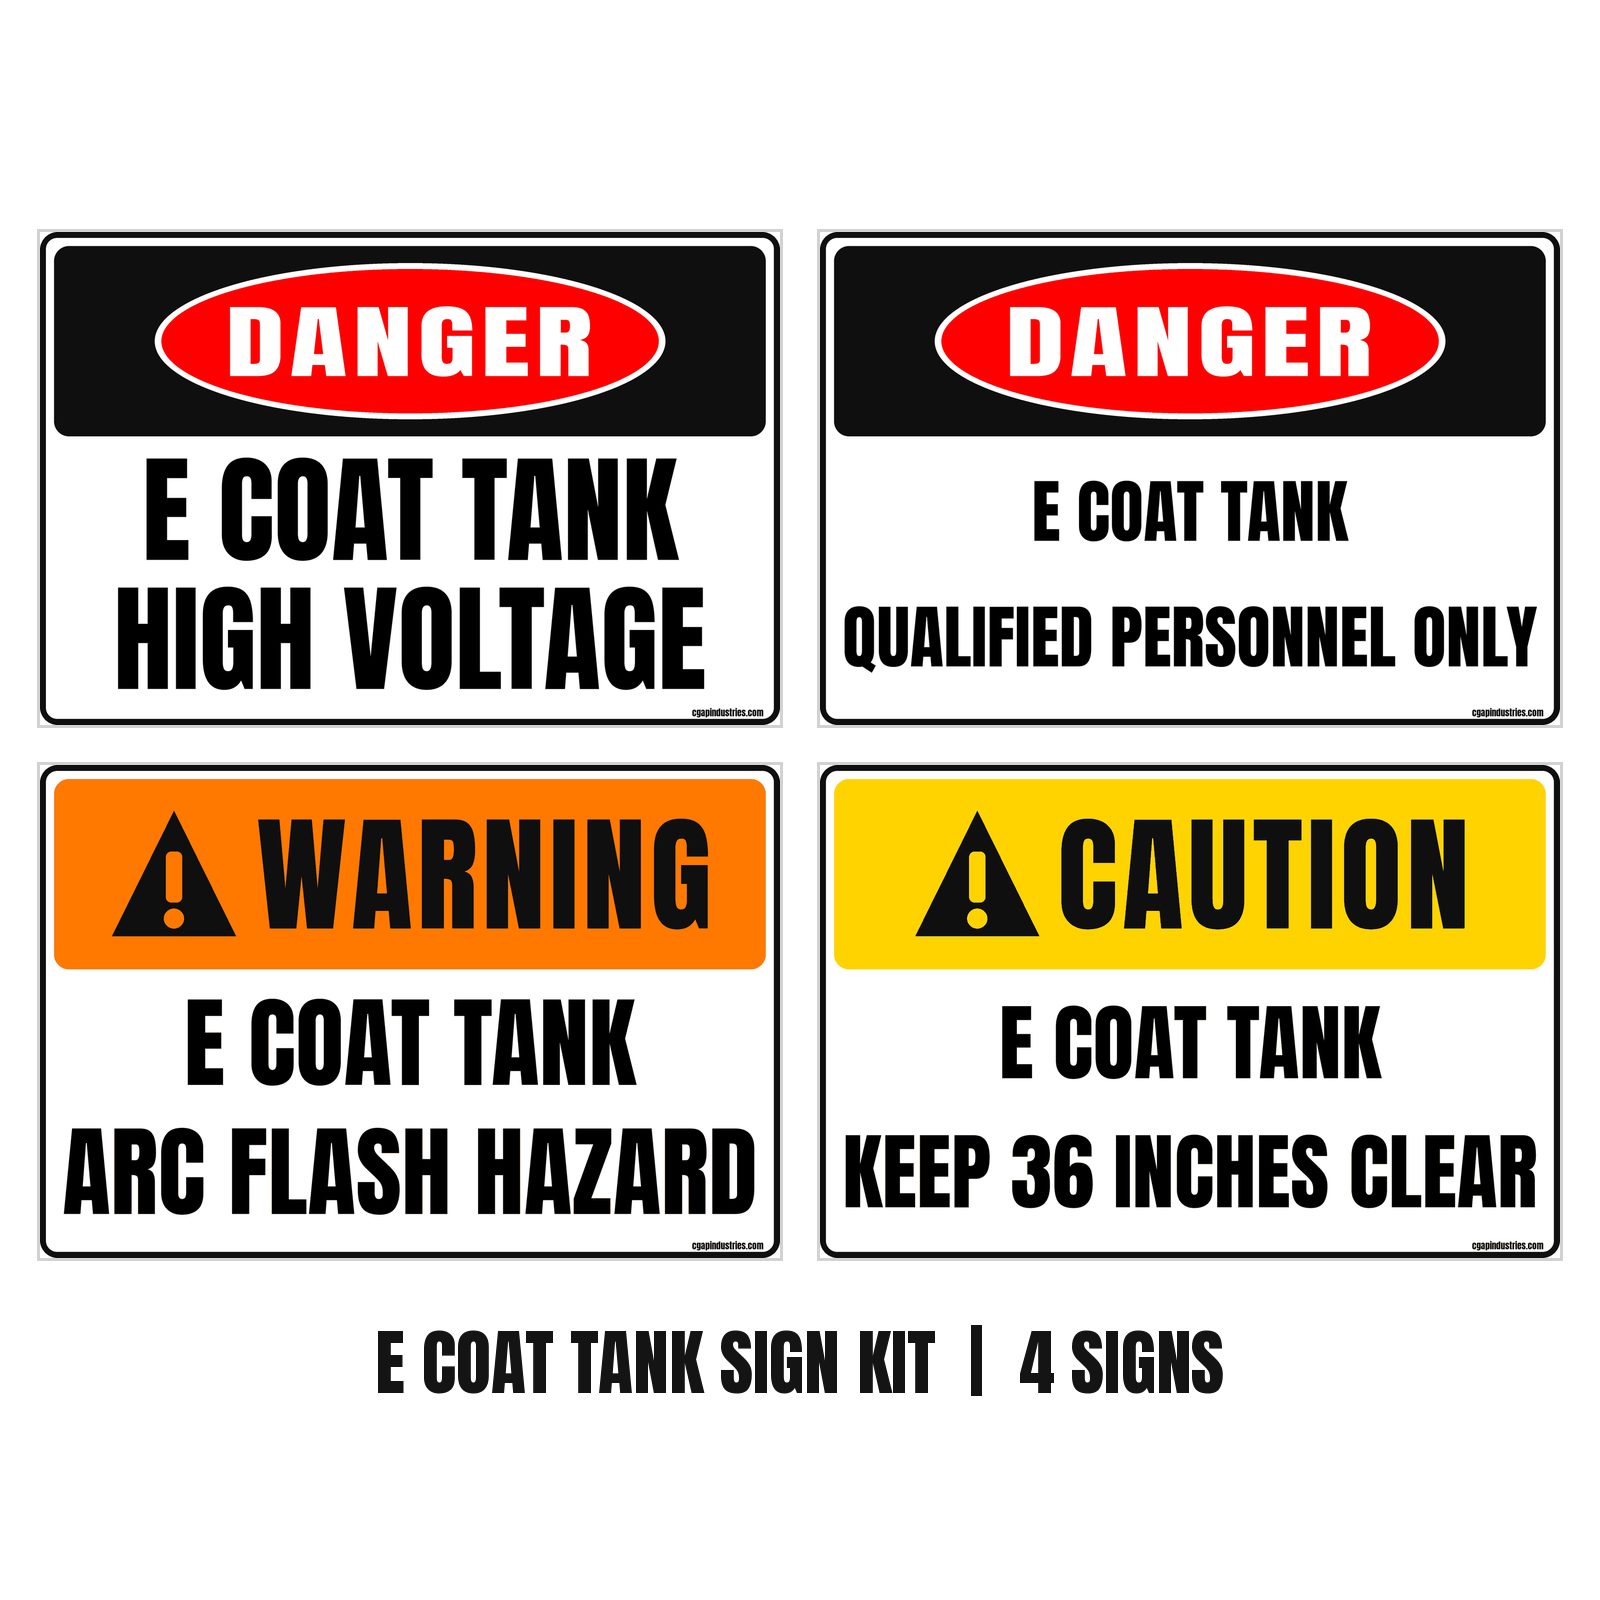 DANGER
E COAT TANK
HIGH VOLTAGE
cgapindustries.com
DANGER
E COAT TANK
QUALIFIED PERSONNEL ONLY
cgapindustries.com
WARNING
E COAT TANK
ARC FLASH HAZARD
cgapindustries.com
CAUTION
E COAT TANK
KEEP 36 INCHES CLEAR
cgapindustries.com
E COAT TANK SIGN KIT | 4 SIGNS